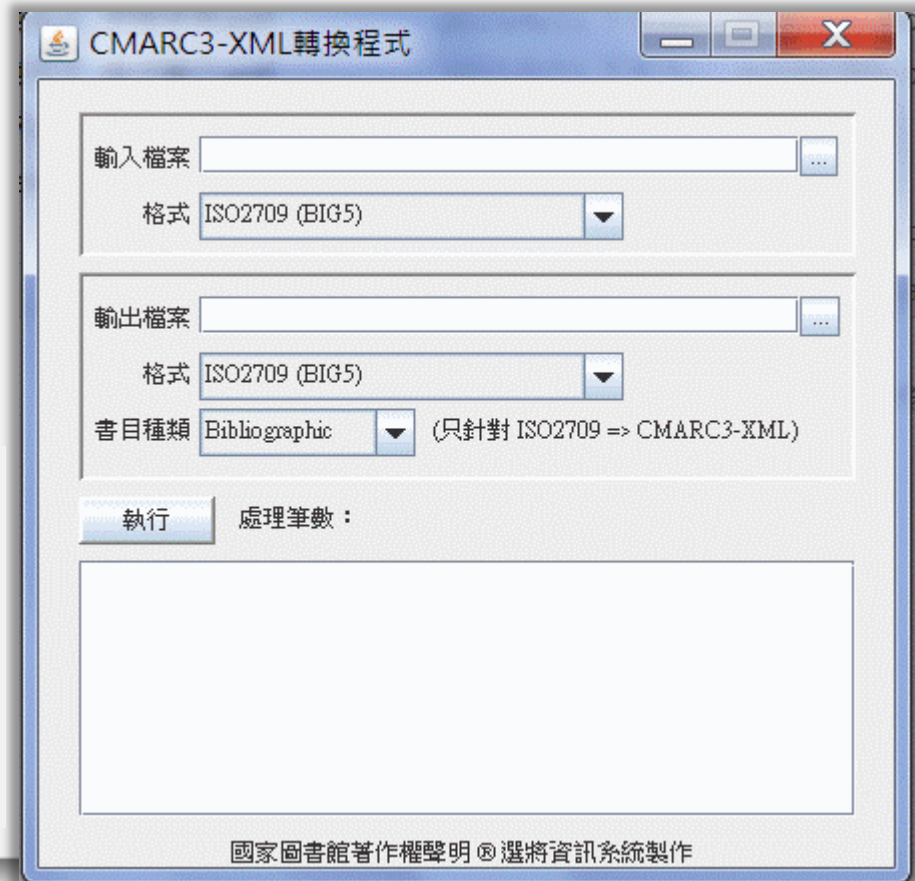 CMARC3-XML轉換程式
輸入檔案 ...
格式 ISO2709 (BIG5)
輸出檔案 ...
格式 ISO2709 (BIG5)
書目種類 Bibliographic (只針對 ISO2709 => CMARC3-XML)
執行 處理筆數：
國家圖書館著作權聲明 ® 選將資訊系統製作